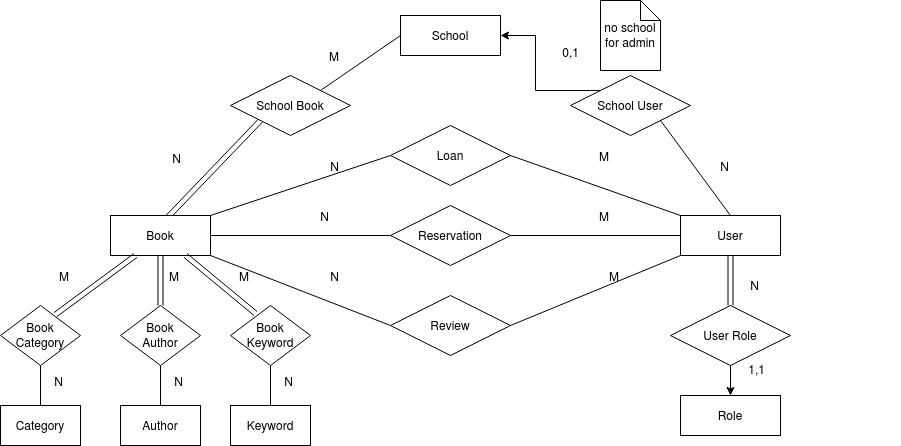 no school
for admin
School
0,1
M
School Book
School User
N
Loan
M
N
N
N
M
Reservation
Book
User
M
M
M
N
M
N
Book
Category
Book
Author
Book
Keyword
Review
User Role
1,1
N
N
N
Category
Author
Keyword
Role